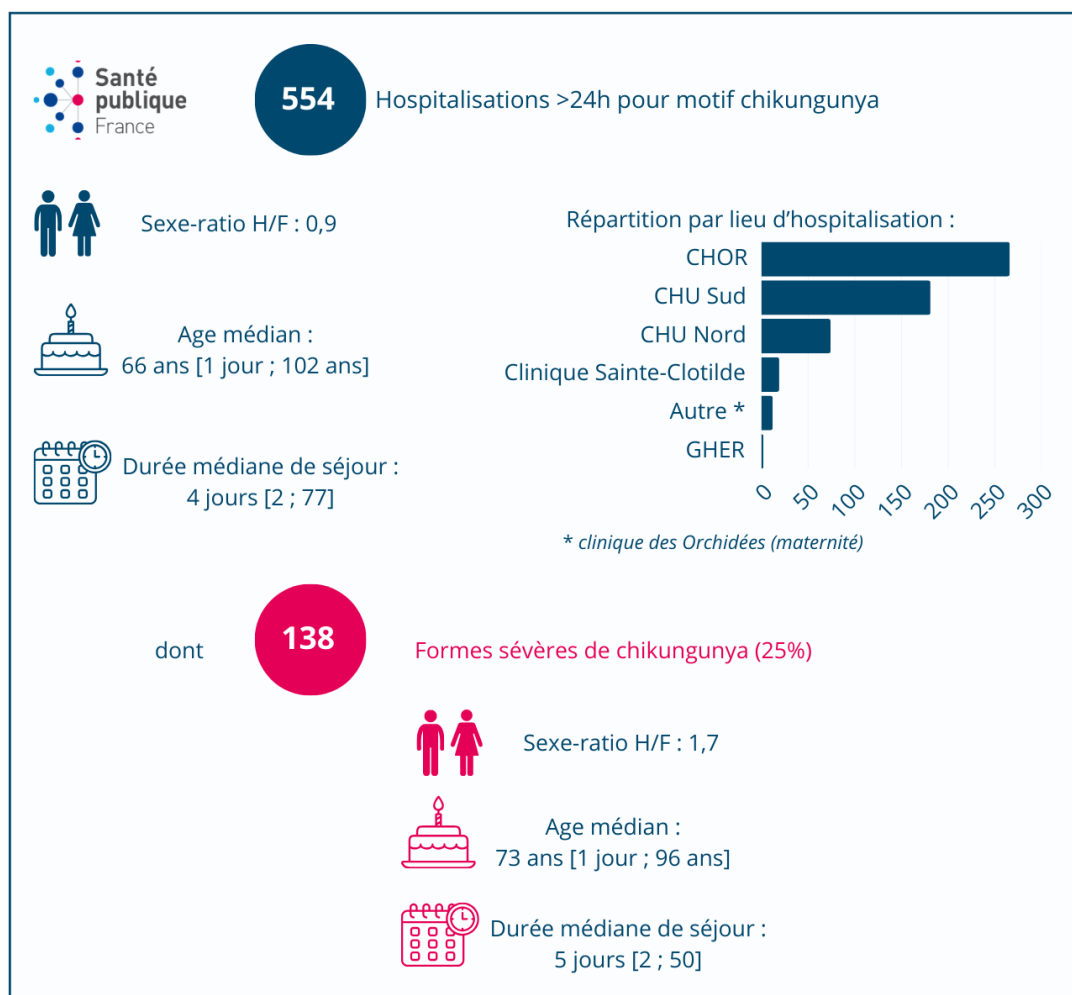 Santé
publique
France
554
Hospitalisations >24h pour motif chikungunya
Sexe-ratio H/F : 0,9
Age médian :
66 ans [1 jour ; 102 ans]
Durée médiane de séjour :
4 jours [2 ; 77]
Répartition par lieu d’hospitalisation :
CHOR
CHU Sud
CHU Nord
Clinique Sainte-Clotilde
Autre *
GHER
0 50 100 150 200 250 300
* clinique des Orchidées (maternité)
dont
138
Formes sévères de chikungunya (25%)
Sexe-ratio H/F : 1,7
Age médian :
73 ans [1 jour ; 96 ans]
Durée médiane de séjour :
5 jours [2 ; 50]